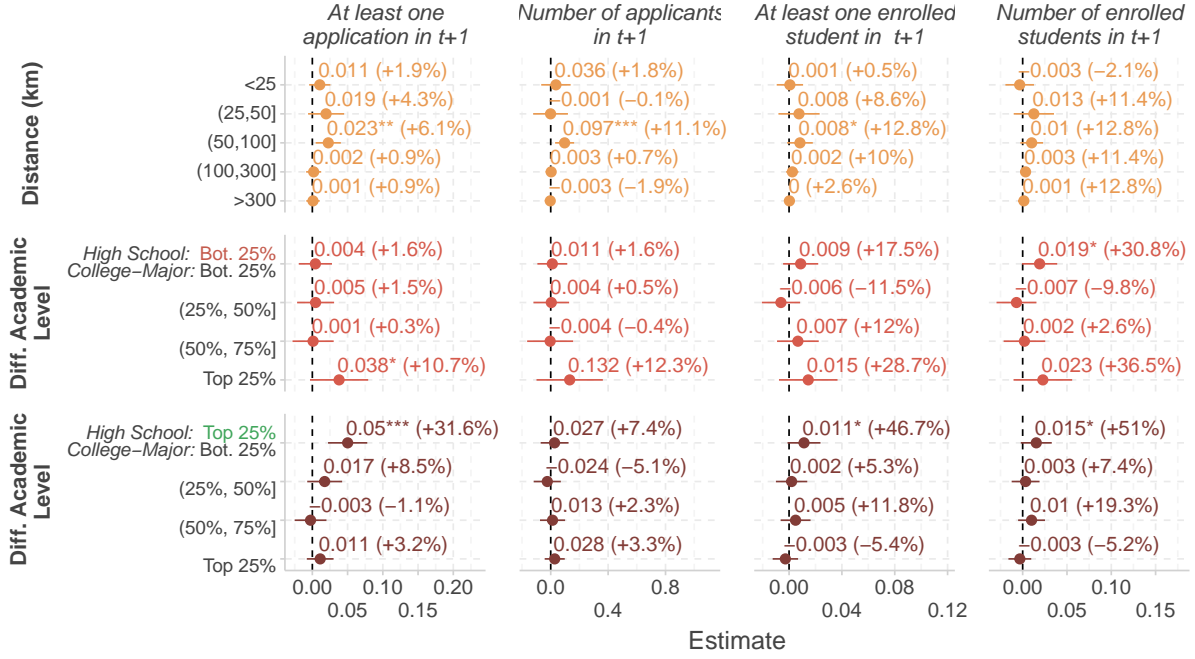 At least one
application in t+1
Number of applicants
in t+1
At least one enrolled
student in t+1
Number of enrolled
students in t+1
Distance (km)
<25 0.011 (+1.9%) 0.036 (+1.8%) 0.001 (+0.5%) −0.003 (−2.1%)
(25,50] 0.019 (+4.3%) −0.001 (−0.1%) 0.008 (+8.6%) 0.013 (+11.4%)
(50,100] 0.023** (+6.1%) 0.097*** (+11.1%) 0.008* (+12.8%) 0.01 (+12.8%)
(100,300] 0.002 (+0.9%) 0.003 (+0.7%) 0.002 (+10%) 0.003 (+11.4%)
>300 0.001 (+0.9%) −0.003 (−1.9%) 0 (+2.6%) 0.001 (+12.8%)
Diff. Academic
Level
High School: Bot. 25% 0.004 (+1.6%) 0.011 (+1.6%) 0.009 (+17.5%) 0.019* (+30.8%)
College−Major: Bot. 25%
(25%, 50%] 0.005 (+1.5%) 0.004 (+0.5%) −0.006 (−11.5%) −0.007 (−9.8%)
(50%, 75%] 0.001 (+0.3%) −0.004 (−0.4%) 0.007 (+12%) 0.002 (+2.6%)
Top 25% 0.038* (+10.7%) 0.132 (+12.3%) 0.015 (+28.7%) 0.023 (+36.5%)
Diff. Academic
Level
High School: Top 25% 0.05*** (+31.6%) 0.027 (+7.4%) 0.011* (+46.7%) 0.015* (+51%)
College−Major: Bot. 25%
(25%, 50%] 0.017 (+8.5%) −0.024 (−5.1%) 0.002 (+5.3%) 0.003 (+7.4%)
(50%, 75%] −0.003 (−1.1%) 0.013 (+2.3%) 0.005 (+11.8%) 0.01 (+19.3%)
Top 25% 0.011 (+3.2%) 0.028 (+3.3%) −0.003 (−5.4%) −0.003 (−5.2%)
0.00 0.10 0.20 0.0 0.00 0.08 0.00 0.10
0.05 0.15 0.4 0.04 0.12 0.05 0.15
Estimate